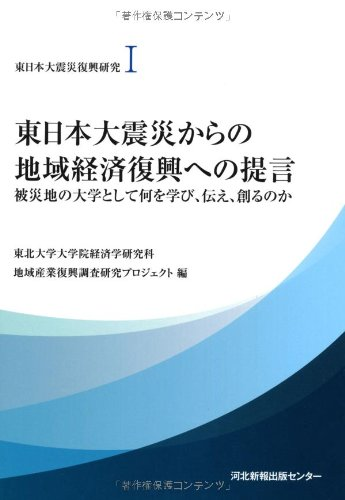 「著作権保護コンテンツ」
東日本大震災復興研究 I
東日本大震災からの
地域経済復興への提言
被災地の大学として何を学び、伝え、創るのか
東北大学大学院経済学研究科
地域産業復興調査研究プロジェクト 編
河北新報出版センター
「著作権保護コンテンツ」